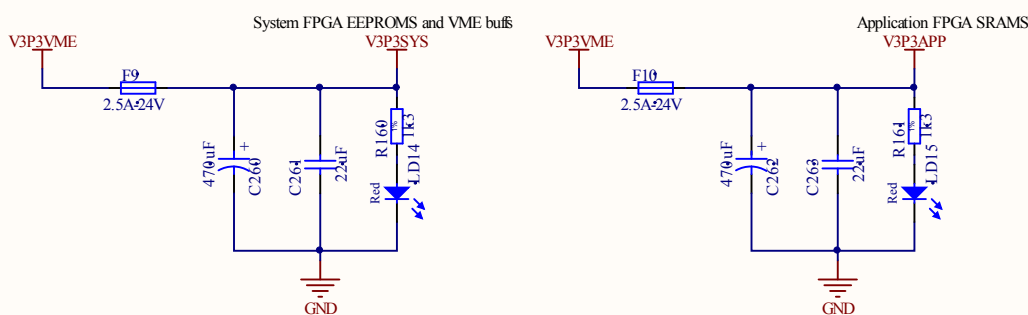 System FPGA EEPROMS and VME buffs
Application FPGA SRAMS
V3P3VME
V3P3SYS
V3P3VME
V3P3APP
F9
2.5A-24V
F10
2.5A-24V
470uF
C260
C261
22uF
R160
1%
1k3
Red
LD14
GND
470uF
C262
C263
22uF
R161
1%
1k3
Red
LD15
GND